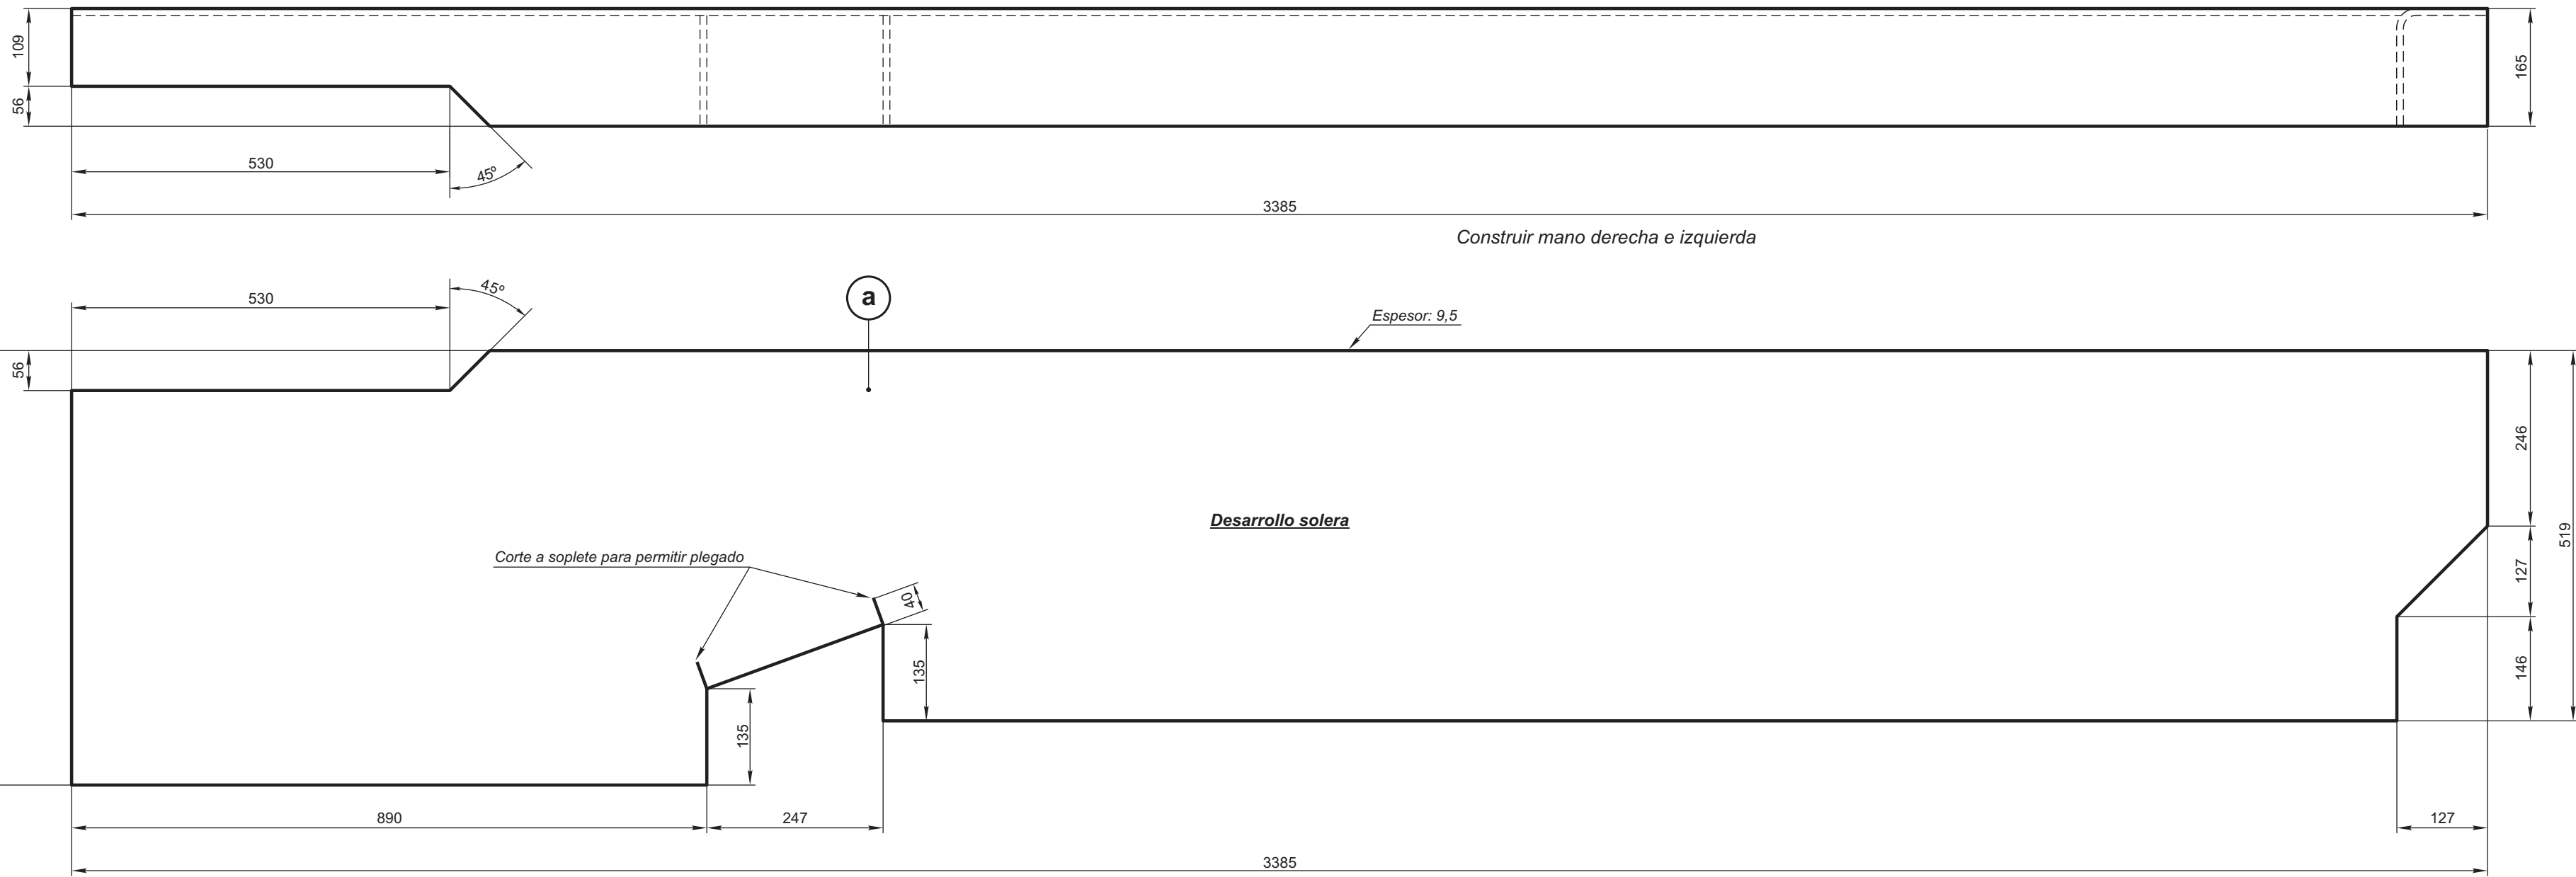 109
56
165
530
45º
3385
Construir mano derecha e izquierda
530
45º
a
Espesor: 9,5
56
246
Desarrollo solera
519
Corte a soplete para permitir plegado
127
40
135
146
135
890
247
127
3385